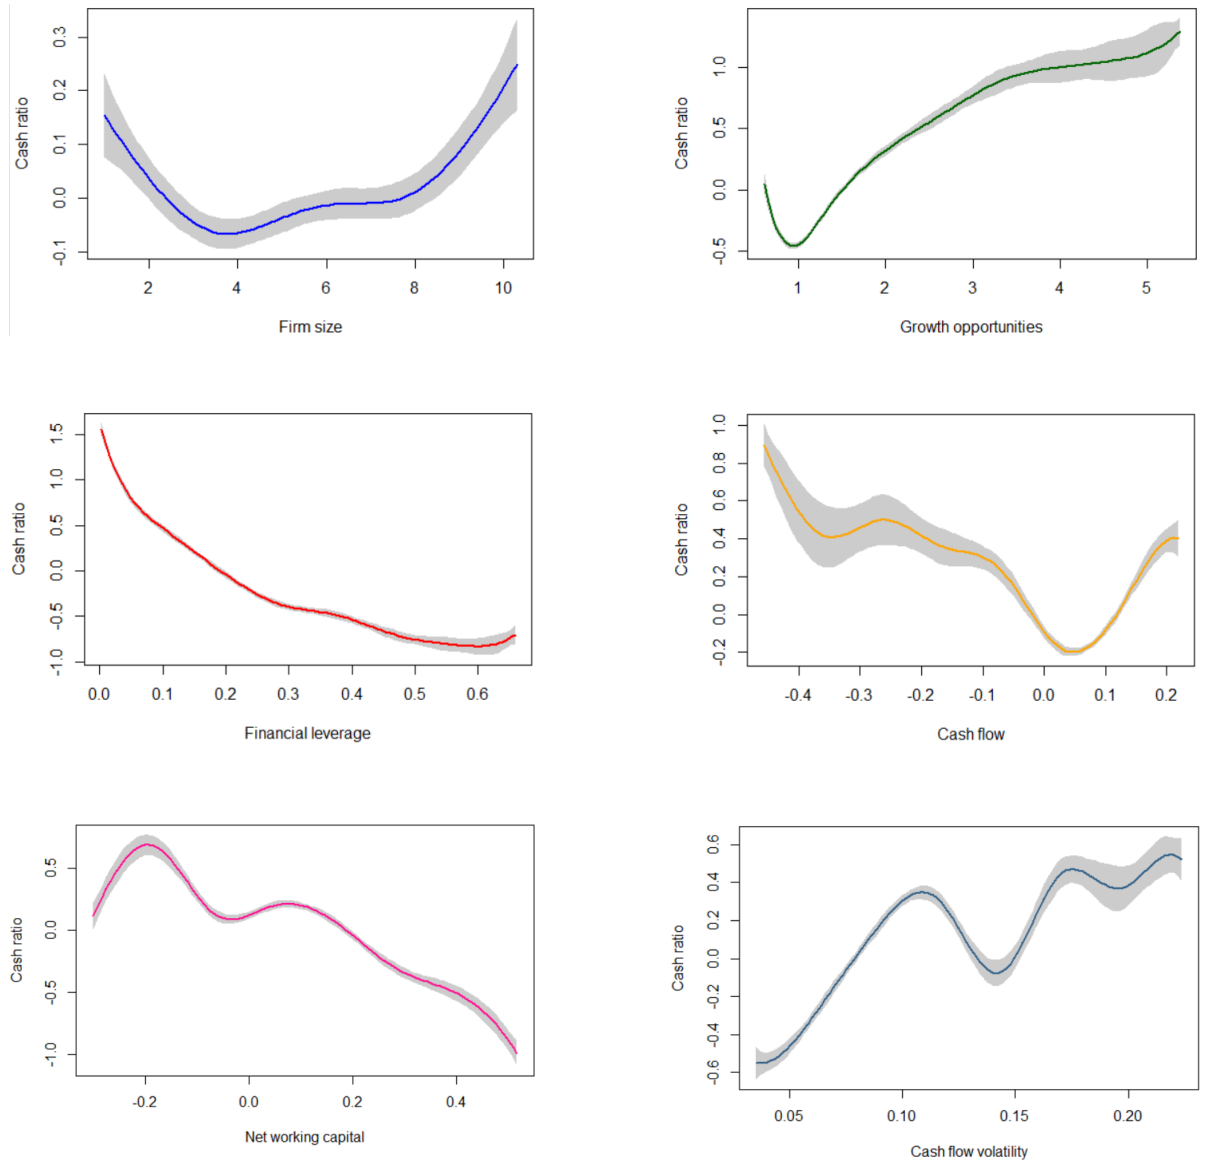 Cash ratio
0.3
0.2
0.1
0.0
-0.1
2 4 6 8 10
Firm size
Cash ratio
1.0
0.5
0.0
-0.5
1 2 3 4 5
Growth opportunities
Cash ratio
1.5
1.0
0.5
0.0
-0.5
-1.0
0.0 0.1 0.2 0.3 0.4 0.5 0.6
Financial leverage
Cash ratio
1.0
0.8
0.6
0.4
0.2
0.0
-0.2
-0.4 -0.3 -0.2 -0.1 0.0 0.1 0.2
Cash flow
Cash ratio
0.5
0.0
-0.5
-1.0
-0.2 0.0 0.2 0.4
Net working capital
Cash ratio
0.6
0.4
0.2
0.0
-0.2
-0.4
-0.6
0.05 0.10 0.15 0.20
Cash flow volatility